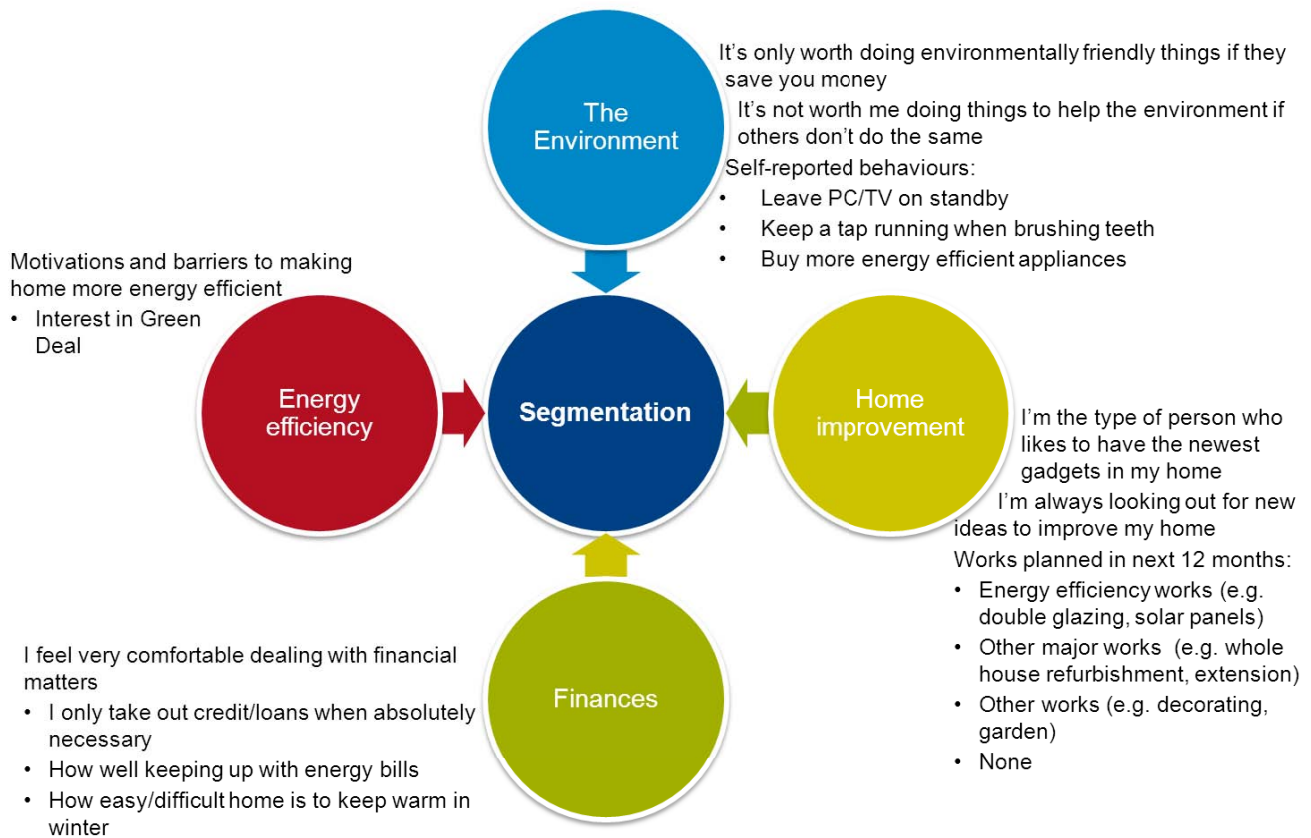 The
Environment
It's only worth doing environmentally friendly things if they
save you money
It's not worth me doing things to help the environment if
others don't do the same
Self-reported behaviours:
• Leave PC/TV on standby
• Keep a tap running when brushing teeth
• Buy more energy efficient appliances
Motivations and barriers to making
home more energy efficient
• Interest in Green
Deal
Energy
efficiency
Segmentation
Home
improvement
I'm the type of person who
likes to have the newest
gadgets in my home
I'm always looking out for new
ideas to improve my home
Works planned in next 12 months:
• Energy efficiency works (e.g.
double glazing, solar panels)
• Other major works (e.g. whole
house refurbishment, extension)
• Other works (e.g. decorating,
garden)
• None
Finances
I feel very comfortable dealing with financial
matters
• I only take out credit/loans when absolutely
necessary
• How well keeping up with energy bills
• How easy/difficult home is to keep warm in
winter